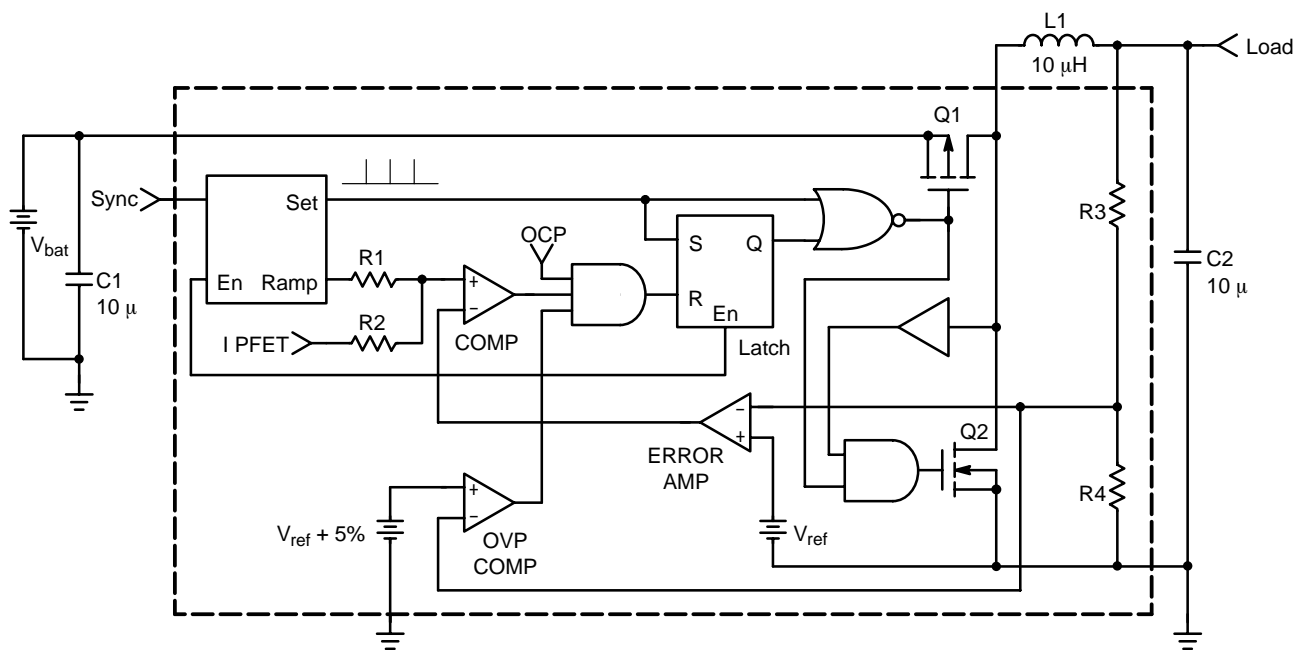 L1
10 μH
Load
Q1
Sync
Set
R3
OCP
V_bat
C1
10 μ
S
Q
R1
En
Ramp
+
−
COMP
R
En
Latch
C2
10 μ
R2
I PFET
−
+
ERROR
AMP
Q2
R4
V_ref + 5%
+
−
OVP
COMP
V_ref